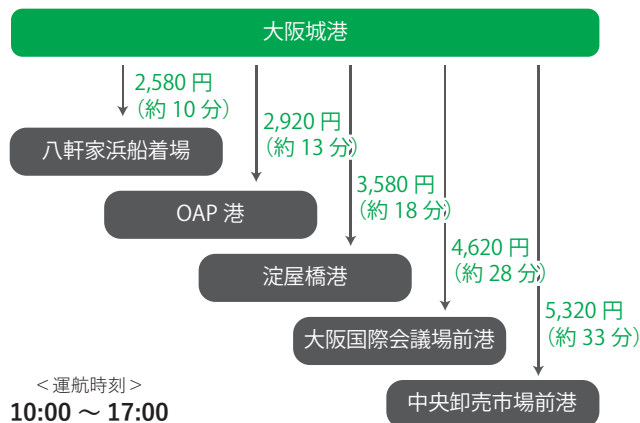 大阪城港
2,580 円
（約 10 分）
八軒家浜船着場
2,920 円
（約 13 分）
OAP 港
3,580 円
（約 18 分）
淀屋橋港
4,620 円
（約 28 分）
大阪国際会議場前港
5,320 円
（約 33 分）
中央卸売市場前港
＜運航時刻＞
10:00 〜 17:00